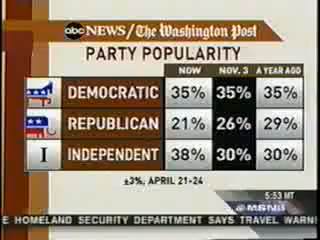 abc NEWS / The Washington Post
PARTY POPULARITY
NOW NOV. 3 A YEAR AGO
DEMOCRATIC 35% 35% 35%
REPUBLICAN 21% 26% 29%
I INDEPENDENT 38% 30% 30%
±3%, APRIL 21-24
5:53 MT
MSNBC
HOMELAND SECURITY DEPARTMENT SAYS TRAVEL WARN